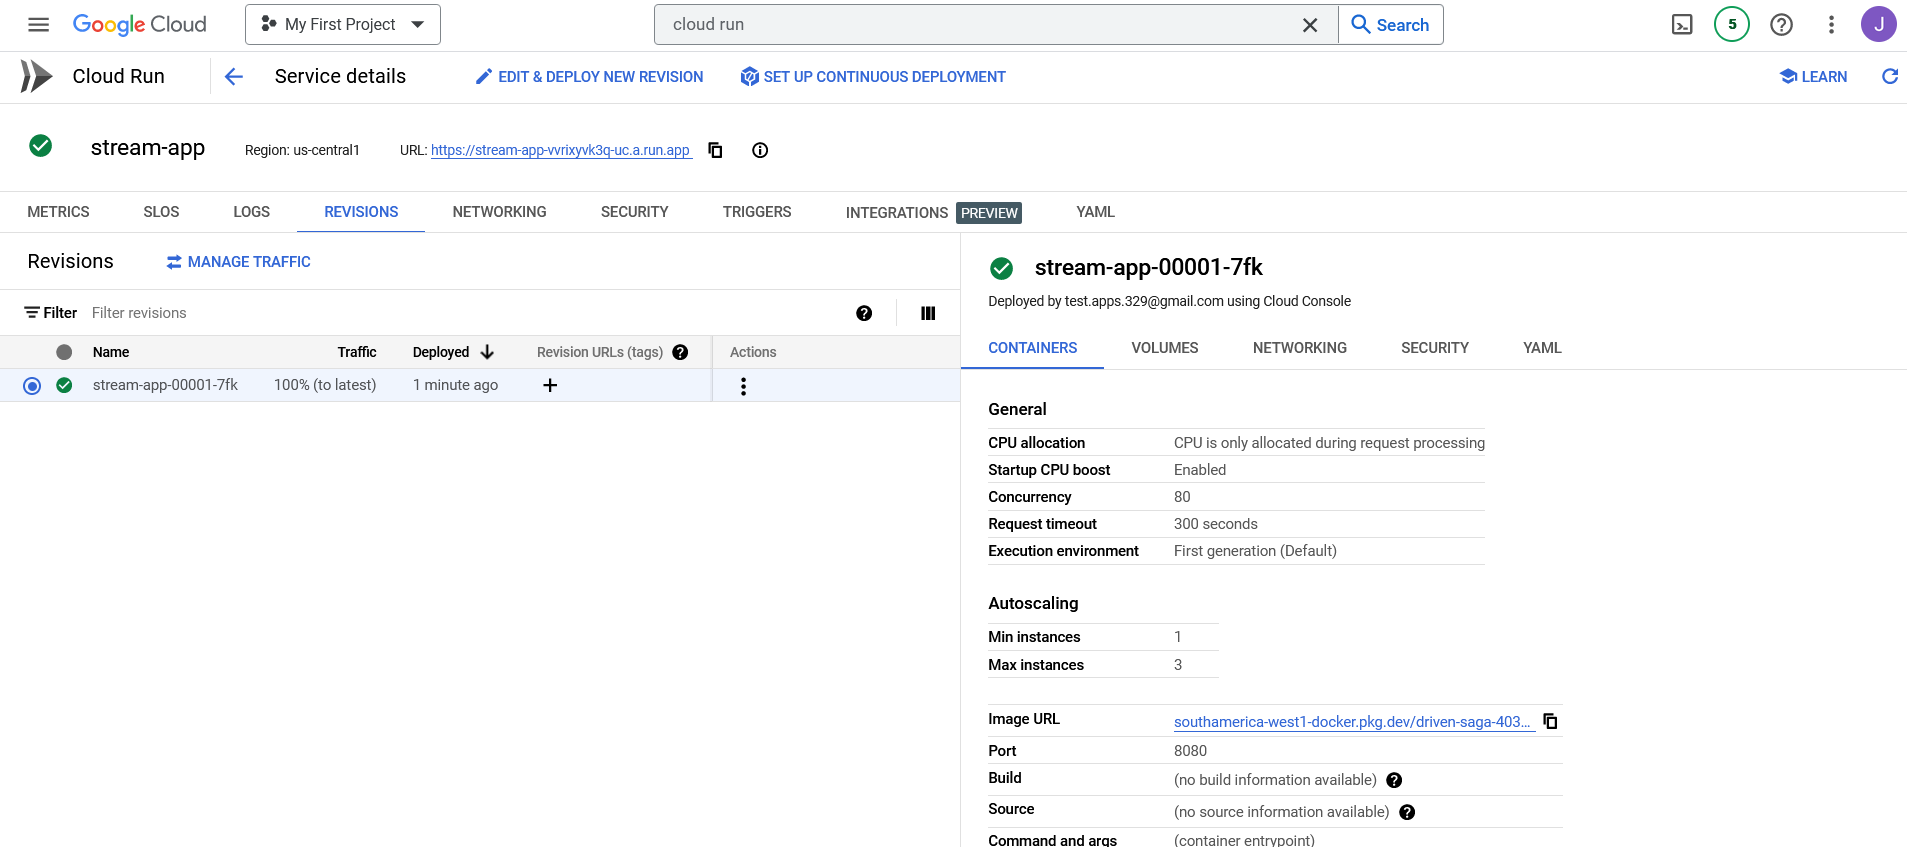 Google Cloud
My First Project
cloud run
Search
5
J
Cloud Run
Service details
EDIT & DEPLOY NEW REVISION
SET UP CONTINUOUS DEPLOYMENT
LEARN
stream-app
Region: us-central1
URL: https://stream-app-vvrixyvk3q-uc.a.run.app
METRICS
SLOS
LOGS
REVISIONS
NETWORKING
SECURITY
TRIGGERS
INTEGRATIONS PREVIEW
YAML
Revisions
MANAGE TRAFFIC
Filter Filter revisions
Name Traffic Deployed Revision URLs (tags) Actions
stream-app-00001-7fk 100% (to latest) 1 minute ago
stream-app-00001-7fk
Deployed by test.apps.329@gmail.com using Cloud Console
CONTAINERS
VOLUMES
NETWORKING
SECURITY
YAML
General
CPU allocation CPU is only allocated during request processing
Startup CPU boost Enabled
Concurrency 80
Request timeout 300 seconds
Execution environment First generation (Default)
Autoscaling
Min instances 1
Max instances 3
Image URL southamerica-west1-docker.pkg.dev/driven-saga-403...
Port 8080
Build (no build information available)
Source (no source information available)
Command and args (container entrypoint)